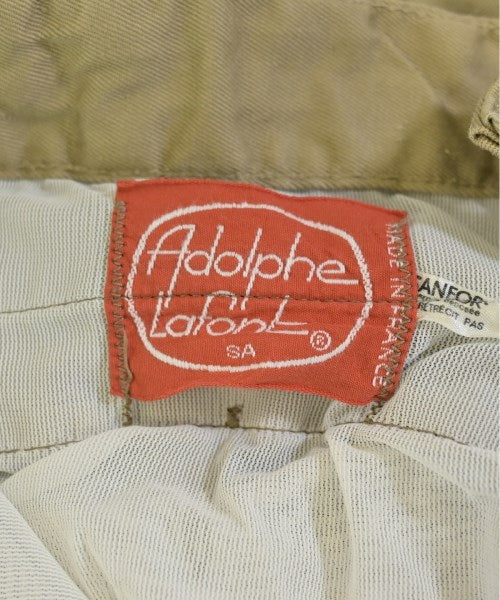 Adolphe
Lafont
®
SA
MADE IN FRANCE
SANFOR
RETRECIT PAS